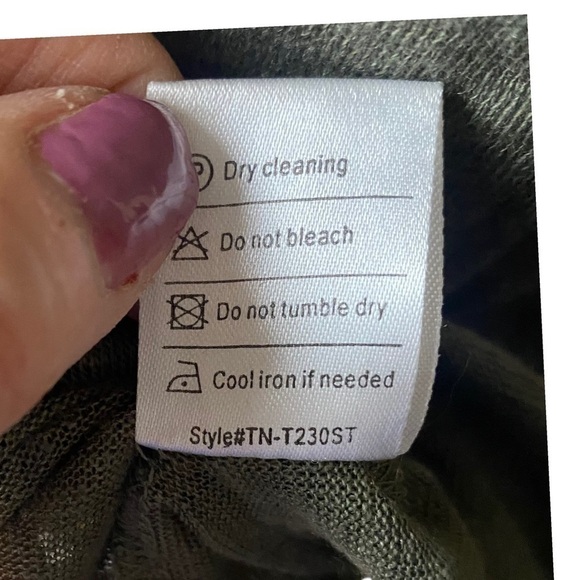 P Dry cleaning
Do not bleach
Do not tumble dry
Cool iron if needed
Style#TN-T230ST